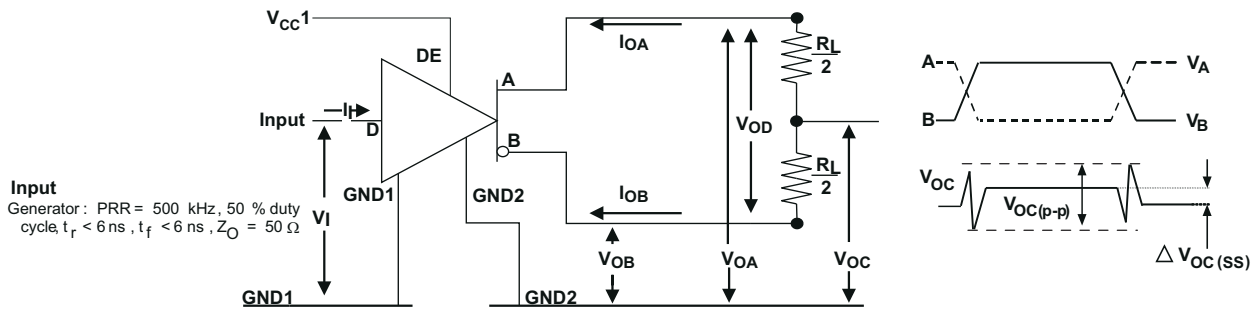 VCC1
DE
IOA
A
II
Input
D
B
GND1
GND2
IOB
VOD
RL
2
RL
2
VI
VOB
VOA
VOC
GND1
GND2
Input
Generator: PRR = 500 kHz, 50 % duty
cycle, tr < 6 ns, tf < 6 ns, ZO = 50 Ω
A
VA
B
VB
VOC
VOC(p-p)
△ VOC(SS)